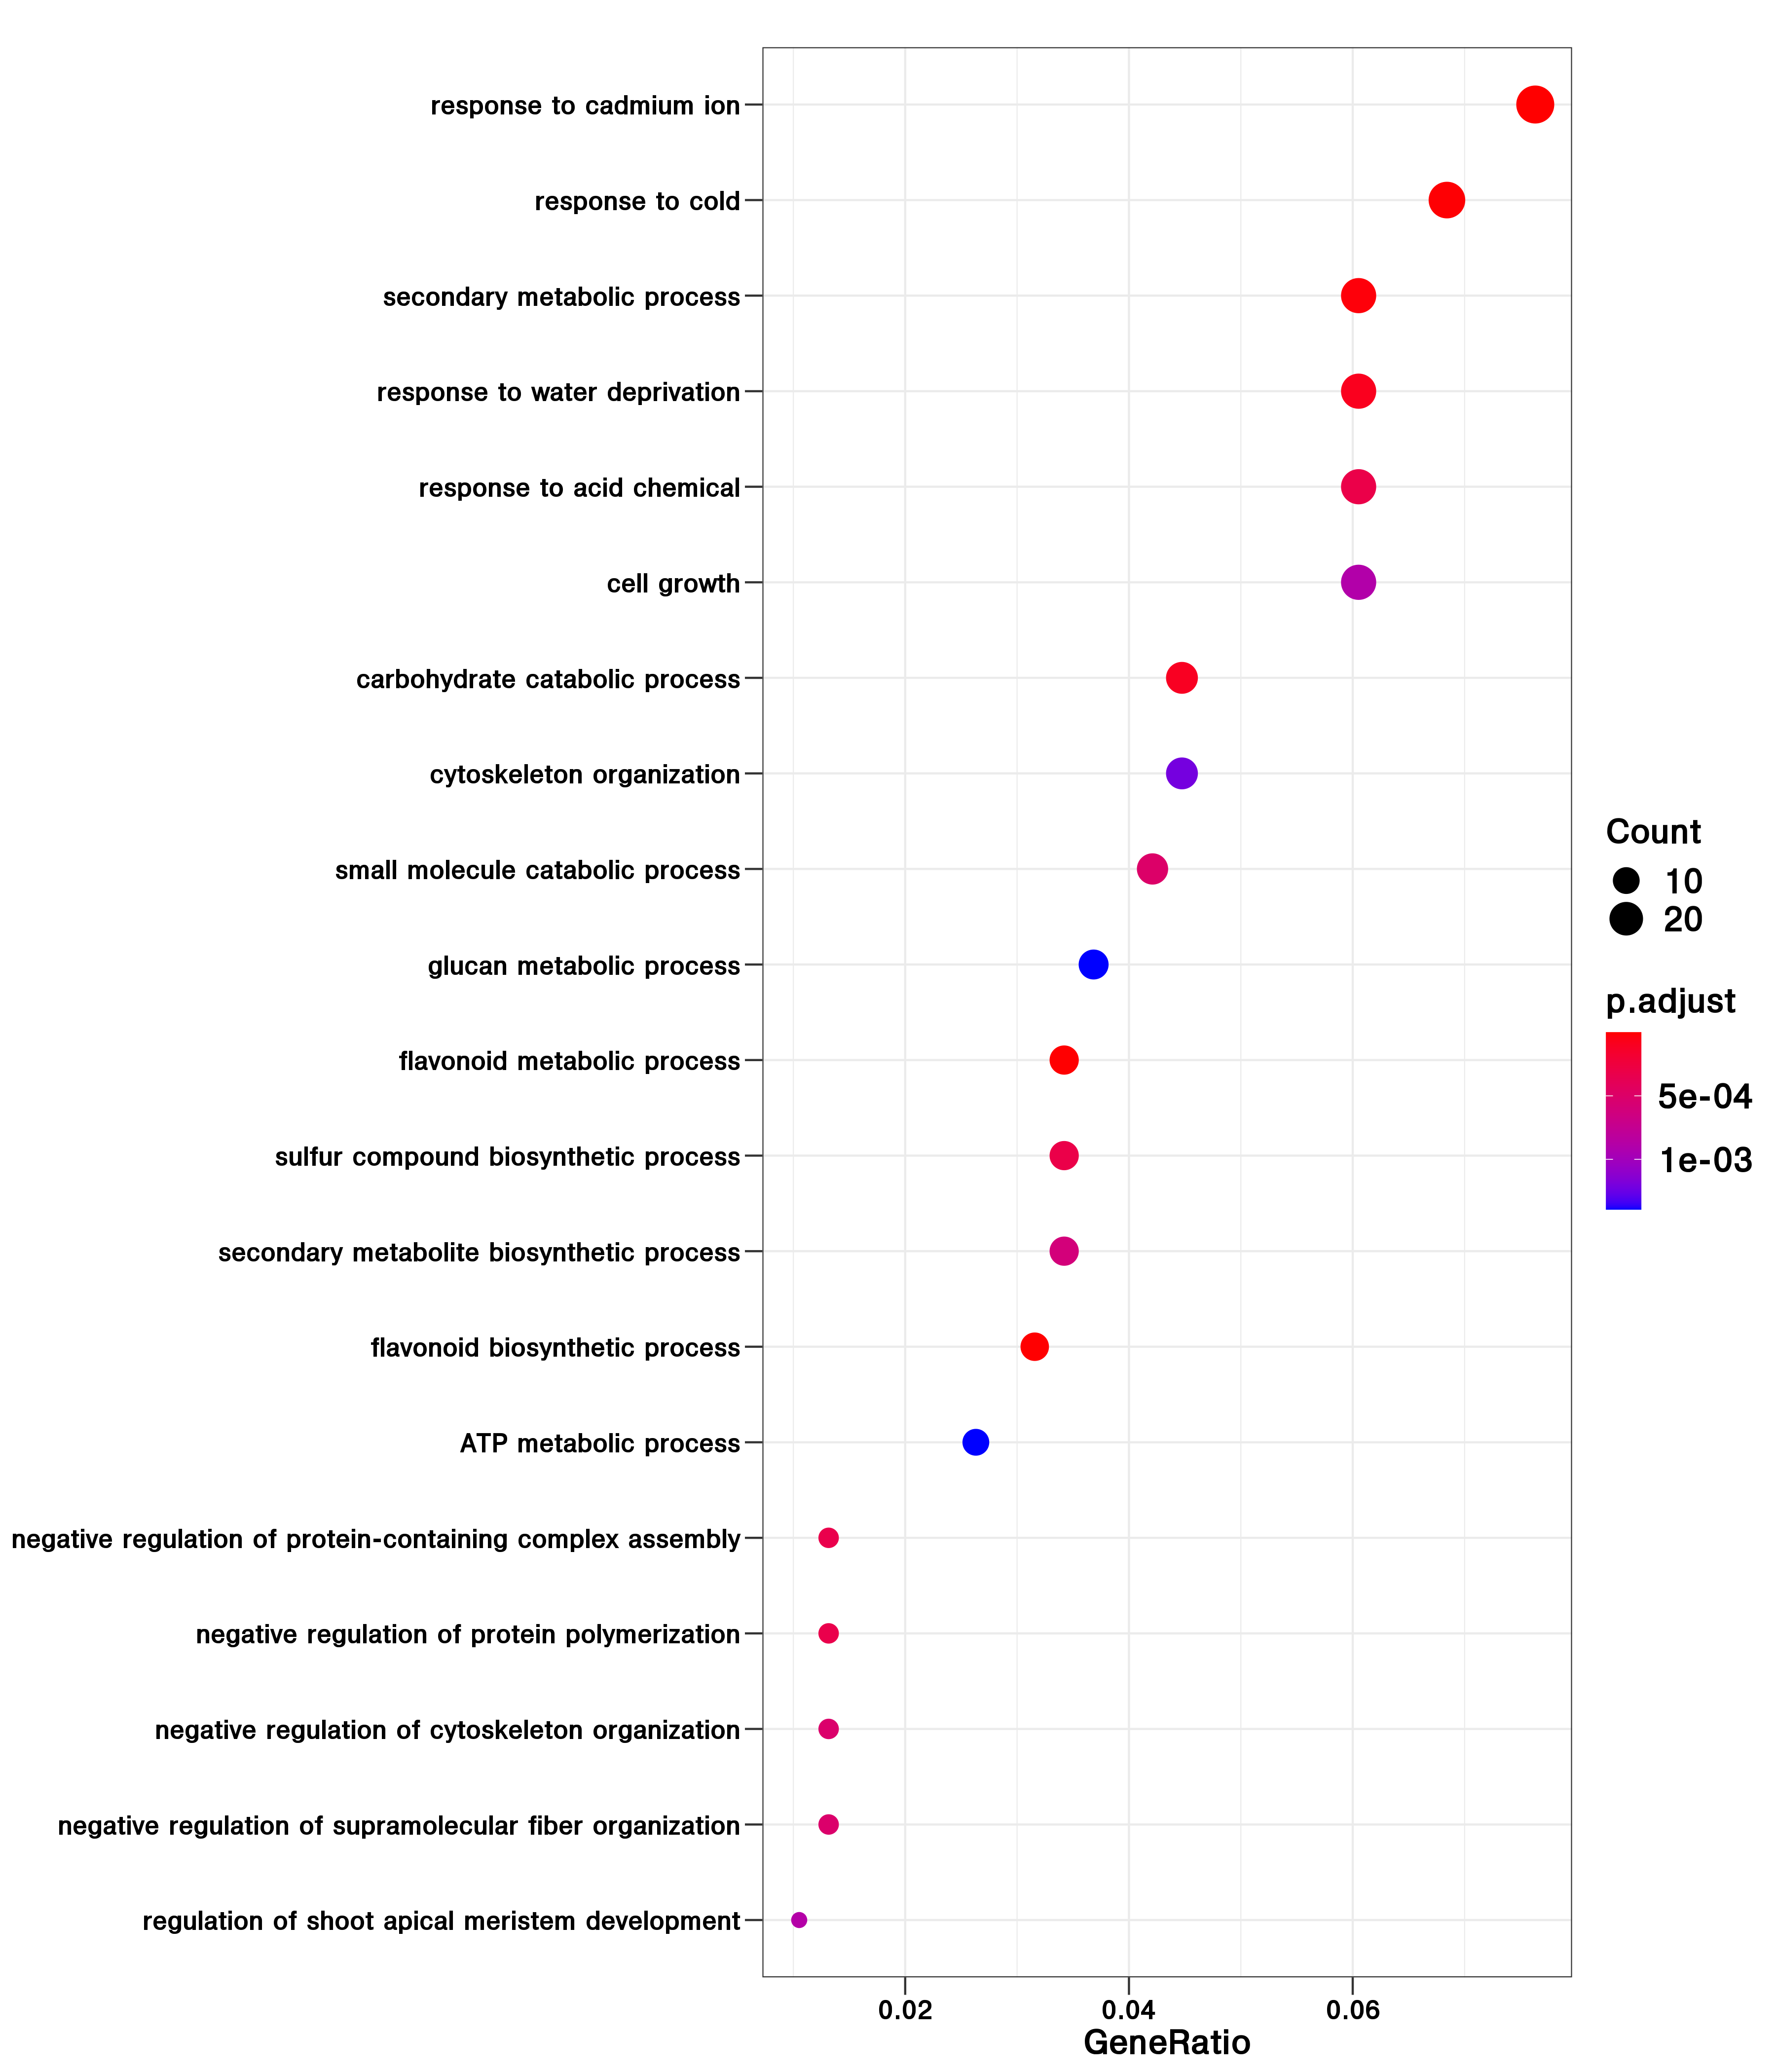 response to cadmium ion
response to cold
secondary metabolic process
response to water deprivation
response to acid chemical
cell growth
carbohydrate catabolic process
cytoskeleton organization
small molecule catabolic process
glucan metabolic process
flavonoid metabolic process
sulfur compound biosynthetic process
secondary metabolite biosynthetic process
flavonoid biosynthetic process
ATP metabolic process
negative regulation of protein-containing complex assembly
negative regulation of protein polymerization
negative regulation of cytoskeleton organization
negative regulation of supramolecular fiber organization
regulation of shoot apical meristem development
0.02 0.04 0.06
GeneRatio
Count
10
20
p.adjust
5e-04
1e-03